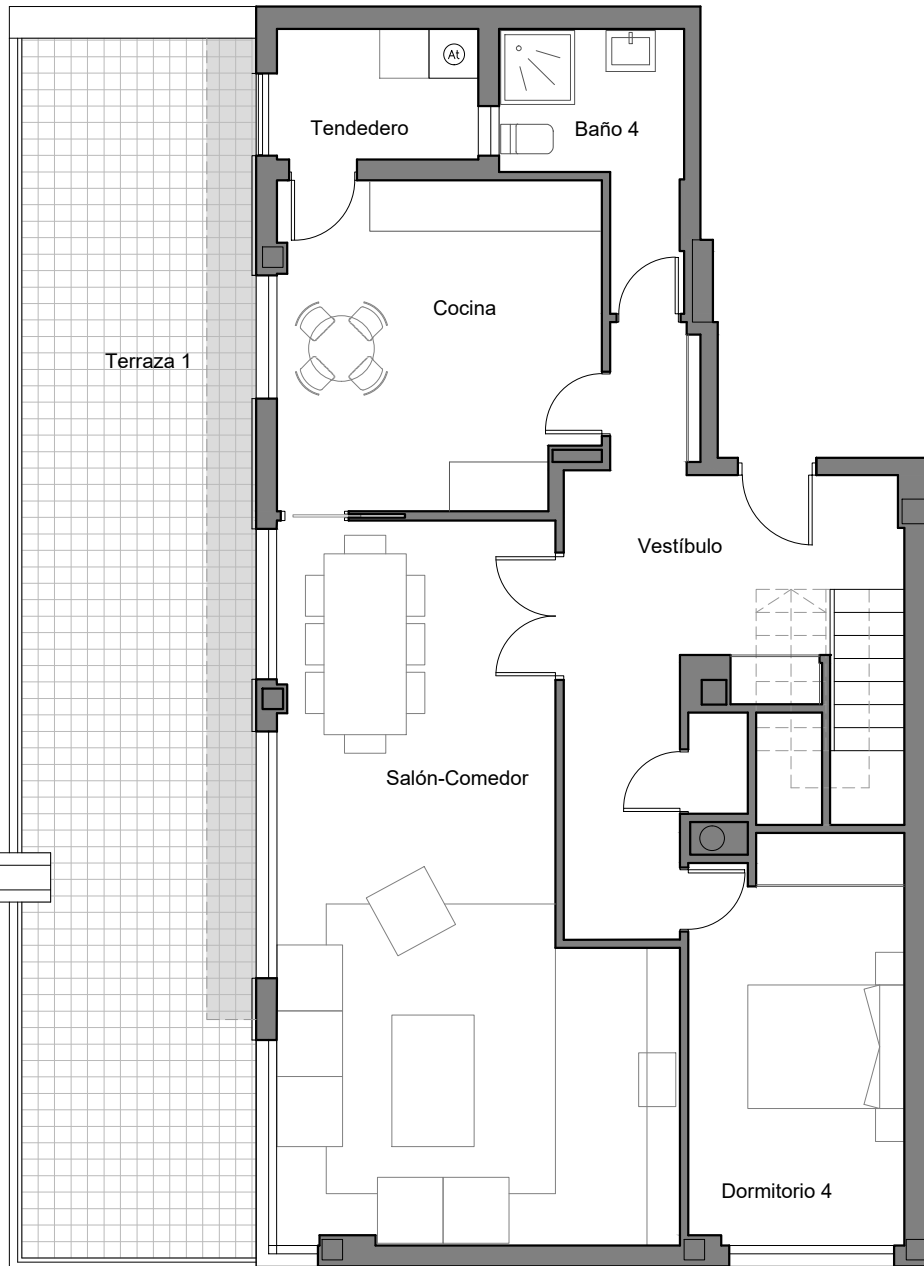 At
Tendedero
Baño 4
Cocina
Terraza 1
Vestíbulo
Salón-Comedor
Dormitorio 4